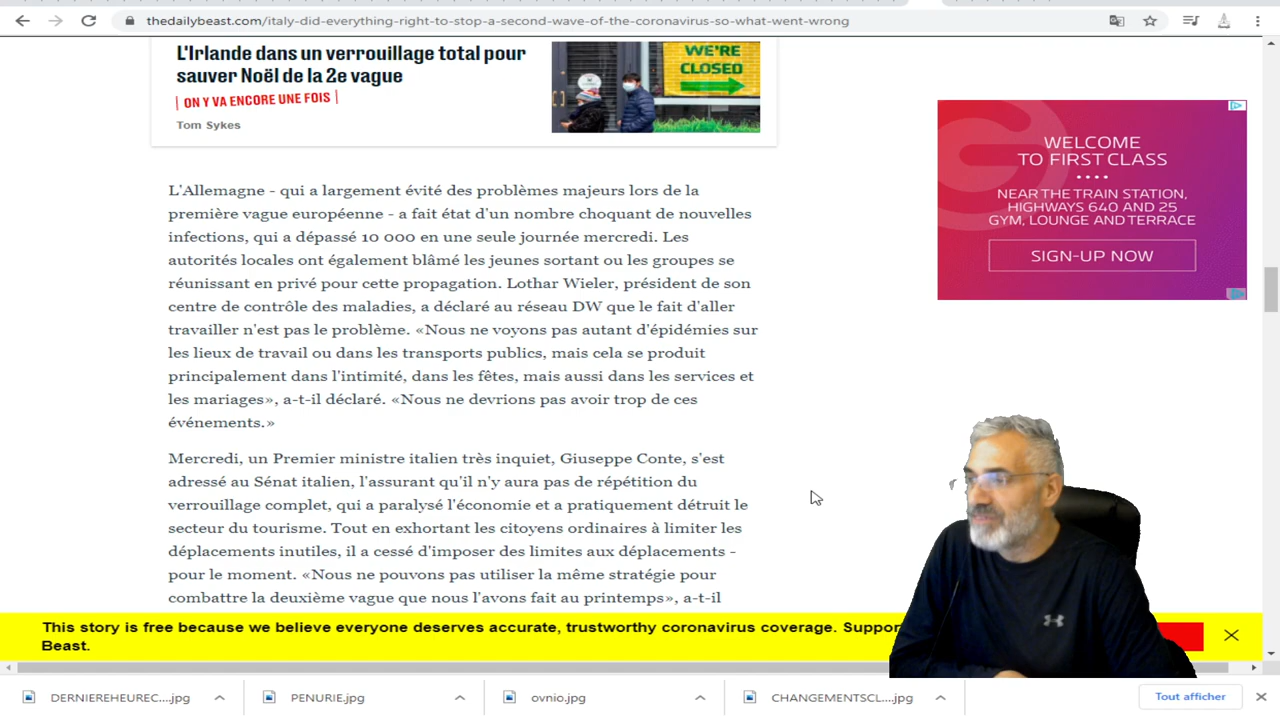 thedailybeast.com/italy-did-everything-right-to-stop-a-second-wave-of-the-coronavirus-so-what-went-wrong
L'Irlande dans un verrouillage total pour
sauver Noël de la 2e vague
ON Y VA ENCORE UNE FOIS
Tom Sykes
WE'RE
CLOSED
L'Allemagne - qui a largement évité des problèmes majeurs lors de la
première vague européenne - a fait état d'un nombre choquant de nouvelles
infections, qui a dépassé 10 000 en une seule journée mercredi. Les
autorités locales ont également blâmé les jeunes sortant ou les groupes se
réunissant en privé pour cette propagation. Lothar Wieler, président de son
centre de contrôle des maladies, a déclaré au réseau DW que le fait d'aller
travailler n'est pas le problème. «Nous ne voyons pas autant d'épidémies sur
les lieux de travail ou dans les transports publics, mais cela se produit
principalement dans l'intimité, dans les fêtes, mais aussi dans les services et
les mariages», a-t-il déclaré. «Nous ne devrions pas avoir trop de ces
événements.»
Mercredi, un Premier ministre italien très inquiet, Giuseppe Conte, s'est
adressé au Sénat italien, l'assurant qu'il n'y aura pas de répétition du
verrouillage complet, qui a paralysé l'économie et a pratiquement détruit le
secteur du tourisme. Tout en exhortant les citoyens ordinaires à limiter les
déplacements inutiles, il a cessé d'imposer des limites aux déplacements -
pour le moment. «Nous ne pouvons pas utiliser la même stratégie pour
combattre la deuxième vague que nous l'avons fait au printemps», a-t-il
WELCOME
TO FIRST CLASS
NEAR THE TRAIN STATION,
HIGHWAYS 640 AND 25
GYM, LOUNGE AND TERRACE
SIGN-UP NOW
This story is free because we believe everyone deserves accurate, trustworthy coronavirus coverage. Suppor
Beast.
DERNIEREHEUREC....jpg
PENURIE.jpg
ovnio.jpg
CHANGEMENTSCL....jpg
Tout afficher